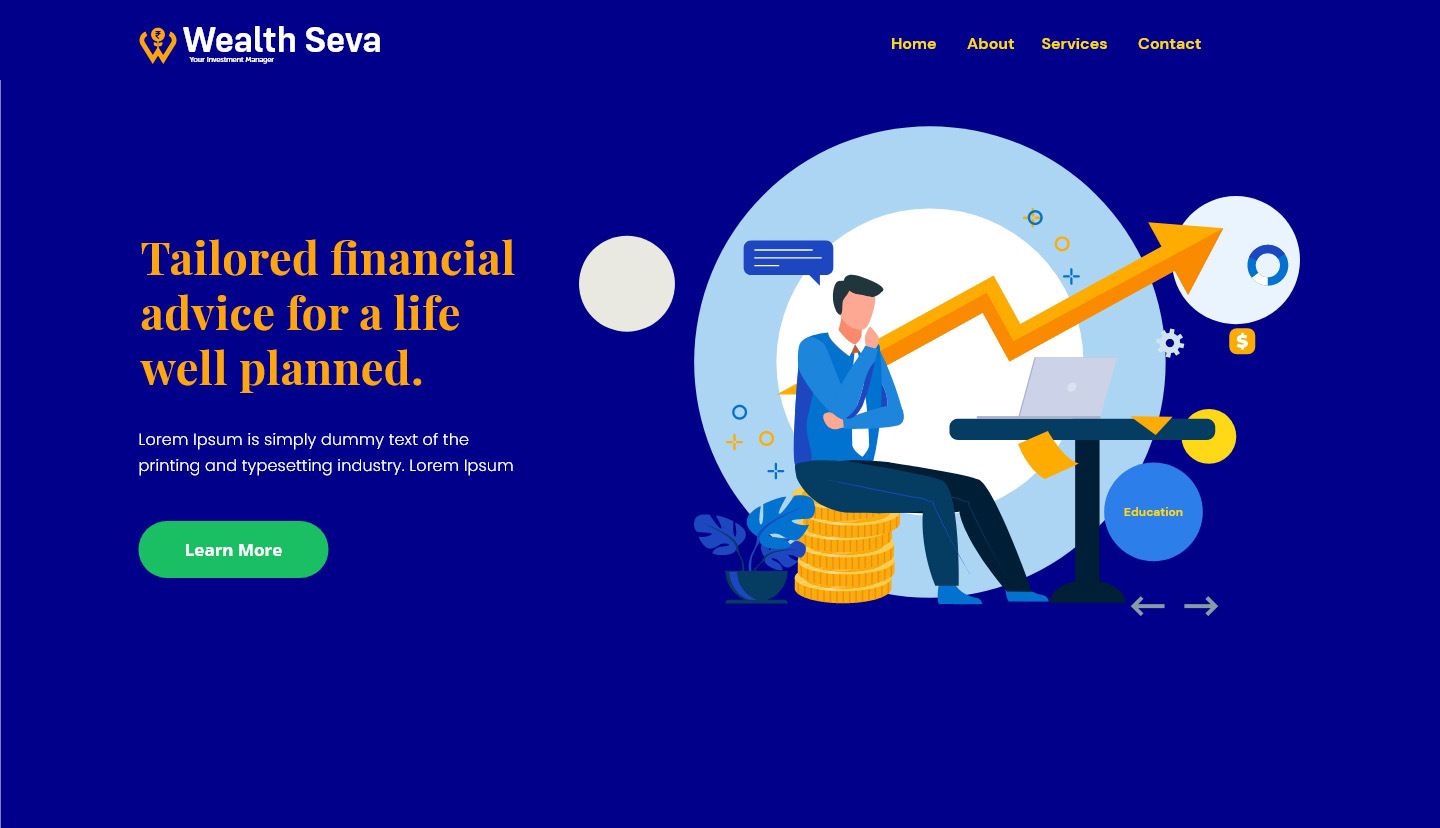 Wealth Seva
Your Investment Manager
Home About Services Contact
Tailored financial
advice for a life
well planned.
Lorem Ipsum is simply dummy text of the
printing and typesetting industry. Lorem Ipsum
Learn More
₹
$
Education